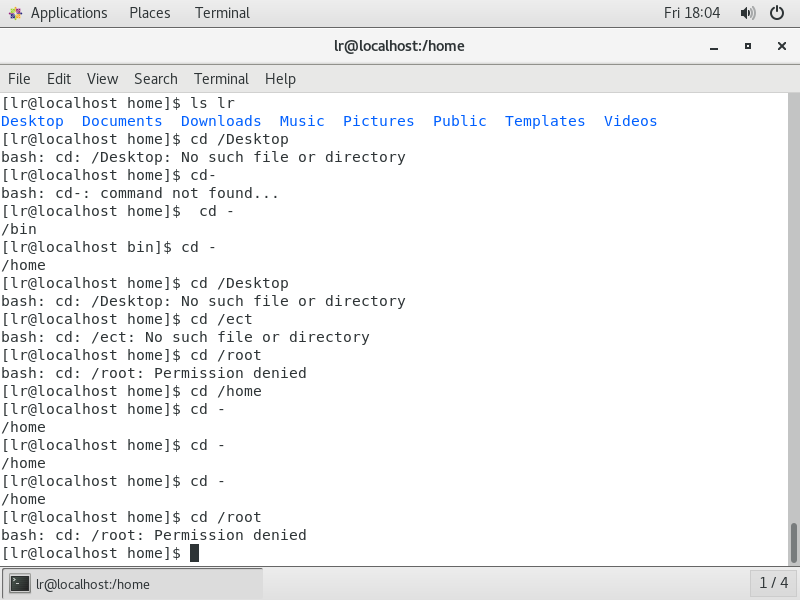 Applications Places Terminal Fri 18:04
lr@localhost:/home
File Edit View Search Terminal Help
[lr@localhost home]$ ls lr
Desktop  Documents  Downloads  Music  Pictures  Public  Templates  Videos
[lr@localhost home]$ cd /Desktop
bash: cd: /Desktop: No such file or directory
[lr@localhost home]$ cd-
bash: cd-: command not found...
[lr@localhost home]$  cd -
/bin
[lr@localhost bin]$ cd -
/home
[lr@localhost home]$ cd /Desktop
bash: cd: /Desktop: No such file or directory
[lr@localhost home]$ cd /ect
bash: cd: /ect: No such file or directory
[lr@localhost home]$ cd /root
bash: cd: /root: Permission denied
[lr@localhost home]$ cd /home
[lr@localhost home]$ cd -
/home
[lr@localhost home]$ cd -
/home
[lr@localhost home]$ cd -
/home
[lr@localhost home]$ cd /root
bash: cd: /root: Permission denied
[lr@localhost home]$
lr@localhost:/home 1 / 4